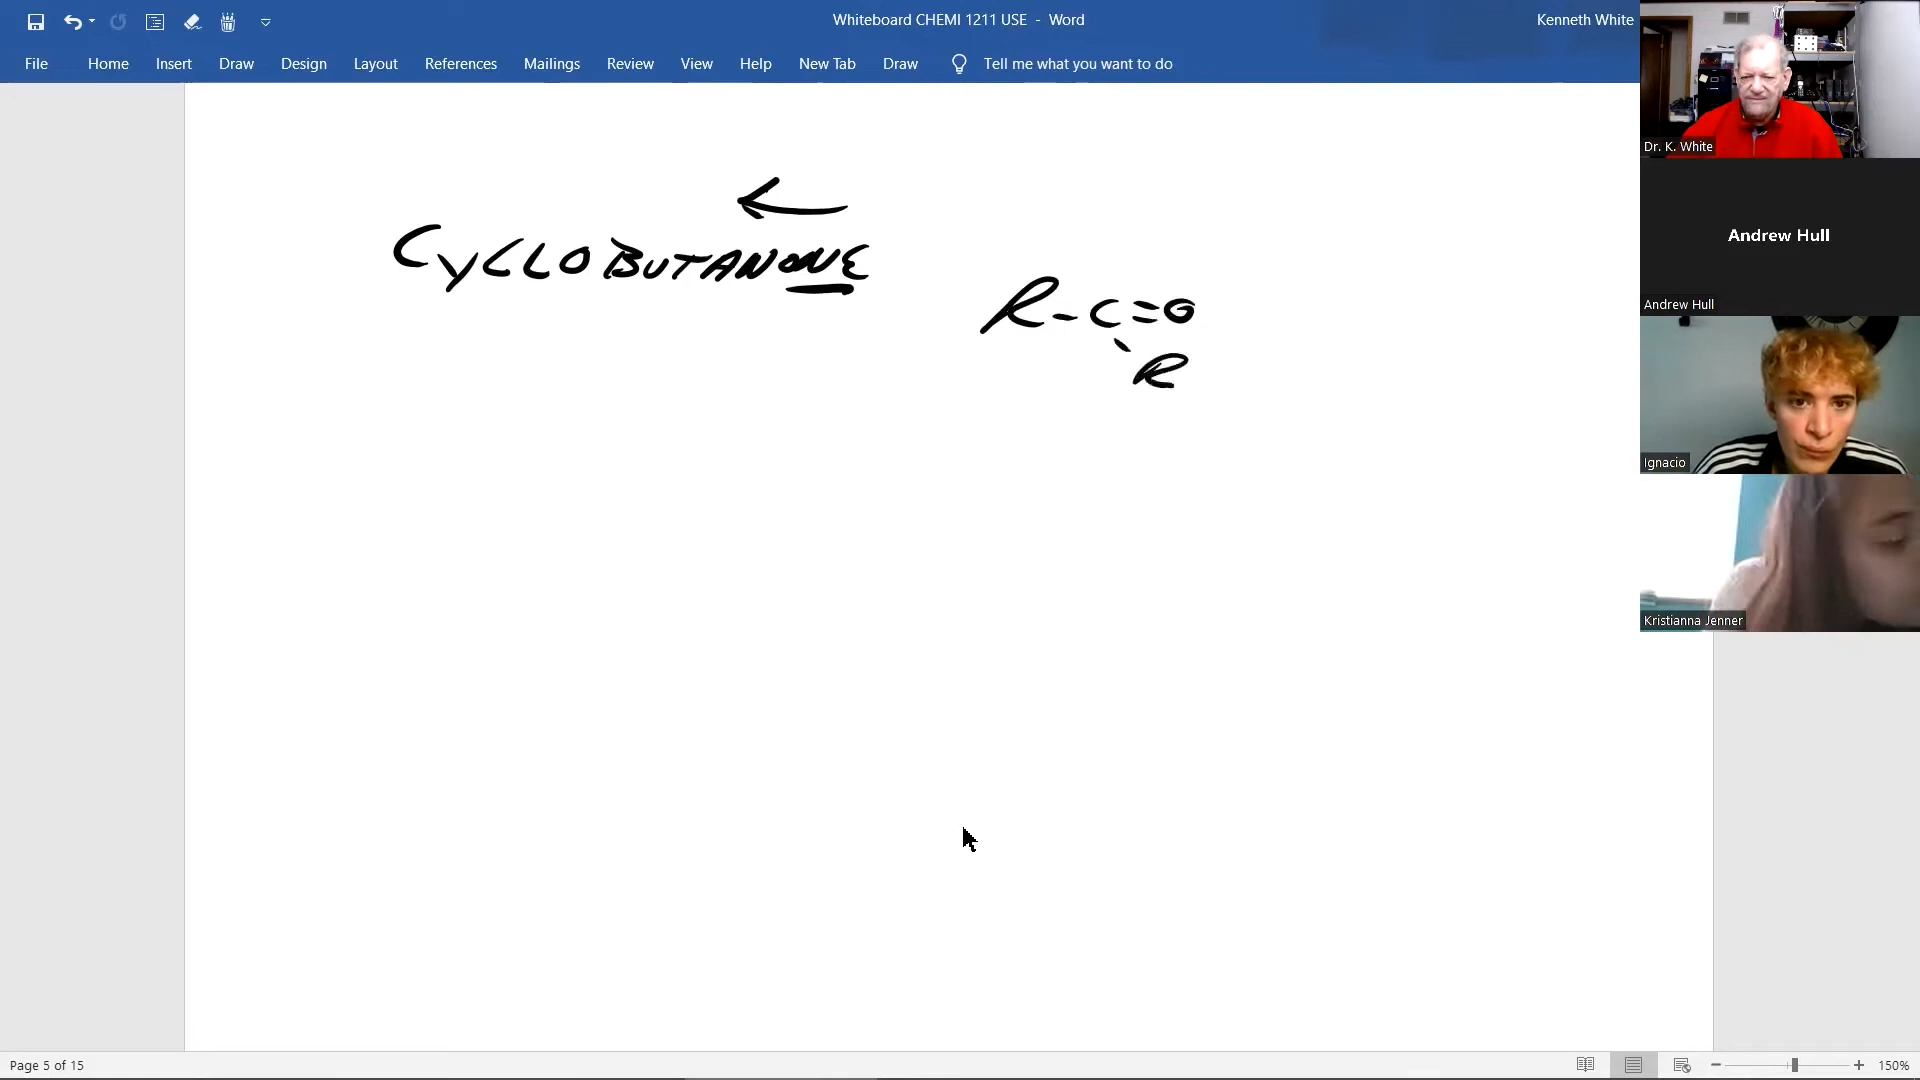 Whiteboard CHEMI 1211 USE - Word
Kenneth White
File Home Insert Draw Design Layout References Mailings Review View Help New Tab Draw Tell me what you want to do
CYCLOBUTANONE
R-C=O
R
Dr. K. White
Andrew Hull
Andrew Hull
Ignacio
Kristianna Jenner
Page 5 of 15
150%